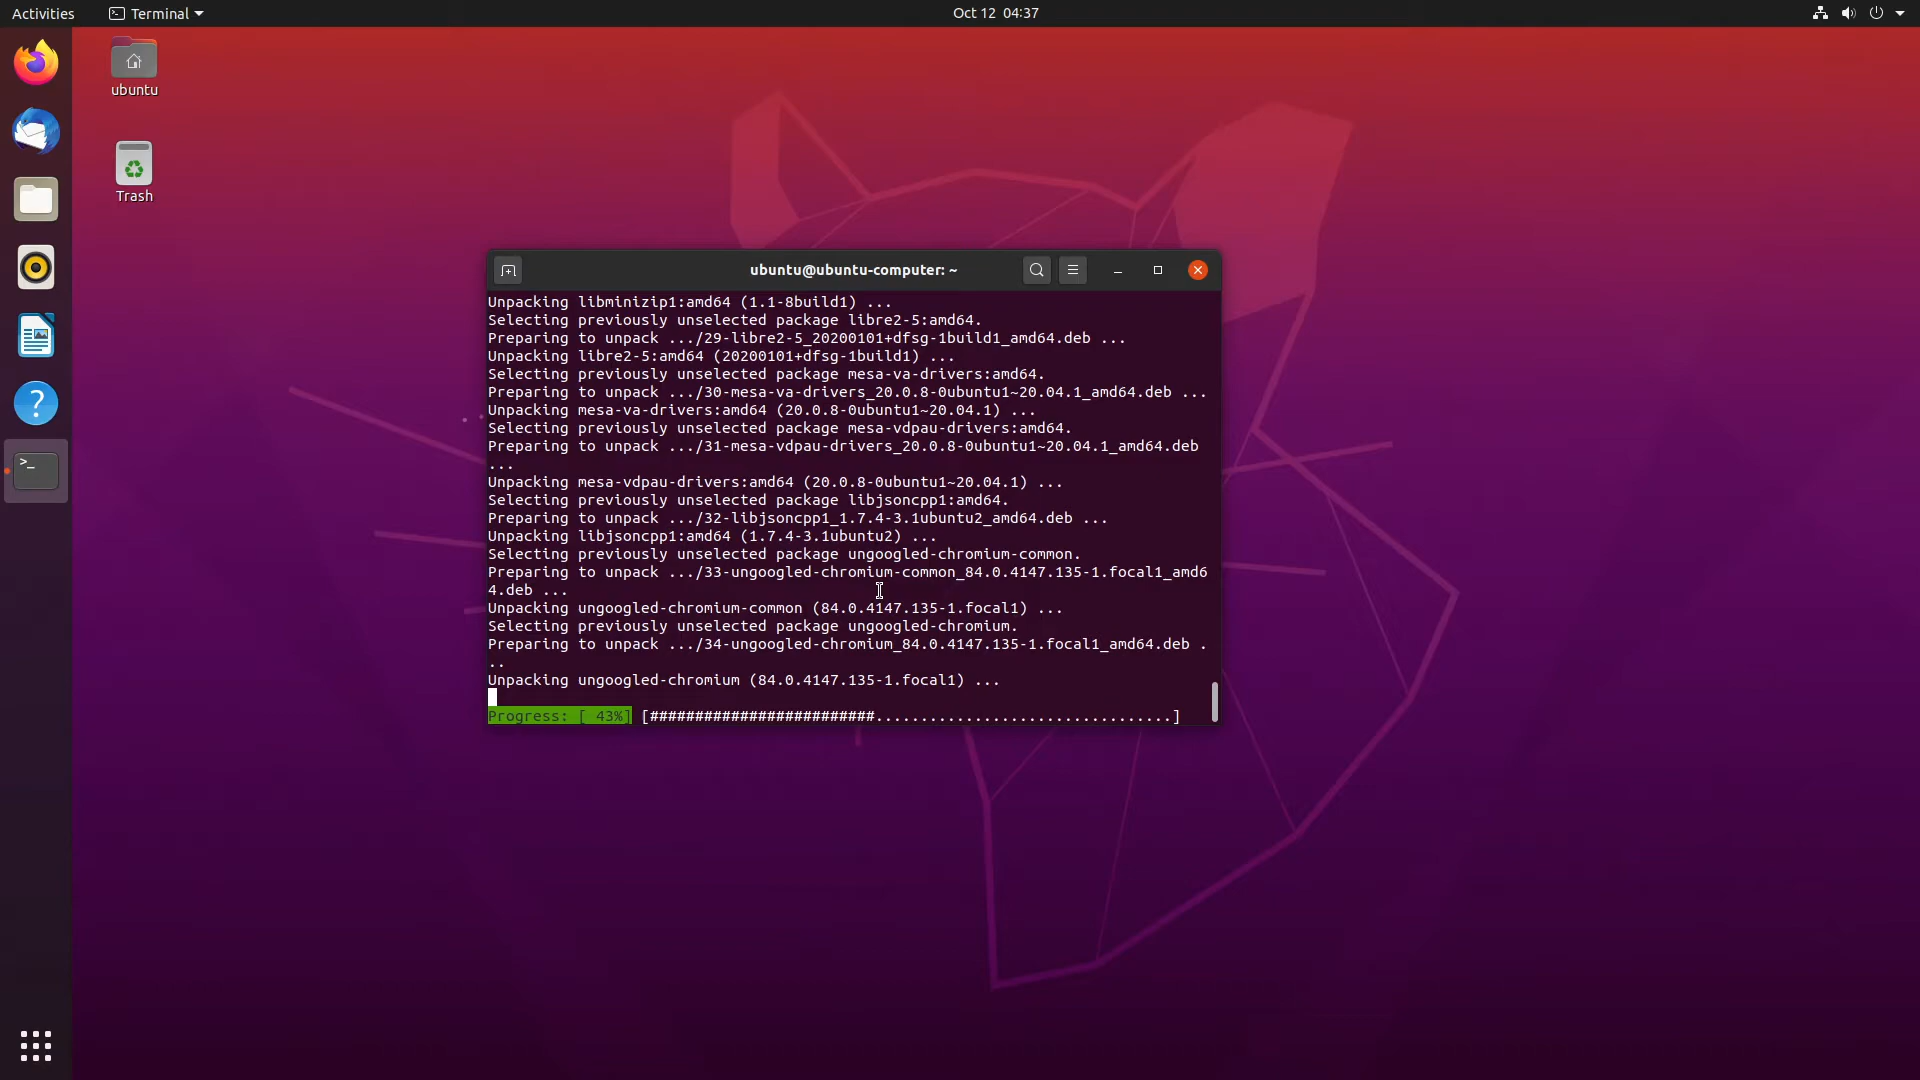 Activities
Terminal
Oct 12 04:37
ubuntu
Trash
ubuntu@ubuntu-computer: ~
Unpacking libminizip1:amd64 (1.1-8build1) ...
Selecting previously unselected package libre2-5:amd64.
Preparing to unpack .../29-libre2-5_20200101+dfsg-1build1_amd64.deb ...
Unpacking libre2-5:amd64 (20200101+dfsg-1build1) ...
Selecting previously unselected package mesa-va-drivers:amd64.
Preparing to unpack .../30-mesa-va-drivers_20.0.8-0ubuntu1~20.04.1_amd64.deb ...
Unpacking mesa-va-drivers:amd64 (20.0.8-0ubuntu1~20.04.1) ...
Selecting previously unselected package mesa-vdpau-drivers:amd64.
Preparing to unpack .../31-mesa-vdpau-drivers_20.0.8-0ubuntu1~20.04.1_amd64.deb
...
Unpacking mesa-vdpau-drivers:amd64 (20.0.8-0ubuntu1~20.04.1) ...
Selecting previously unselected package libjsoncpp1:amd64.
Preparing to unpack .../32-libjsoncpp1_1.7.4-3.1ubuntu2_amd64.deb ...
Unpacking libjsoncpp1:amd64 (1.7.4-3.1ubuntu2) ...
Selecting previously unselected package ungoogled-chromium-common.
Preparing to unpack .../33-ungoogled-chromium-common_84.0.4147.135-1.focal1_amd6
4.deb ...
Unpacking ungoogled-chromium-common (84.0.4147.135-1.focal1) ...
Selecting previously unselected package ungoogled-chromium.
Preparing to unpack .../34-ungoogled-chromium_84.0.4147.135-1.focal1_amd64.deb .
..
Unpacking ungoogled-chromium (84.0.4147.135-1.focal1) ...
Progress: [ 43%] [#########################.................................]